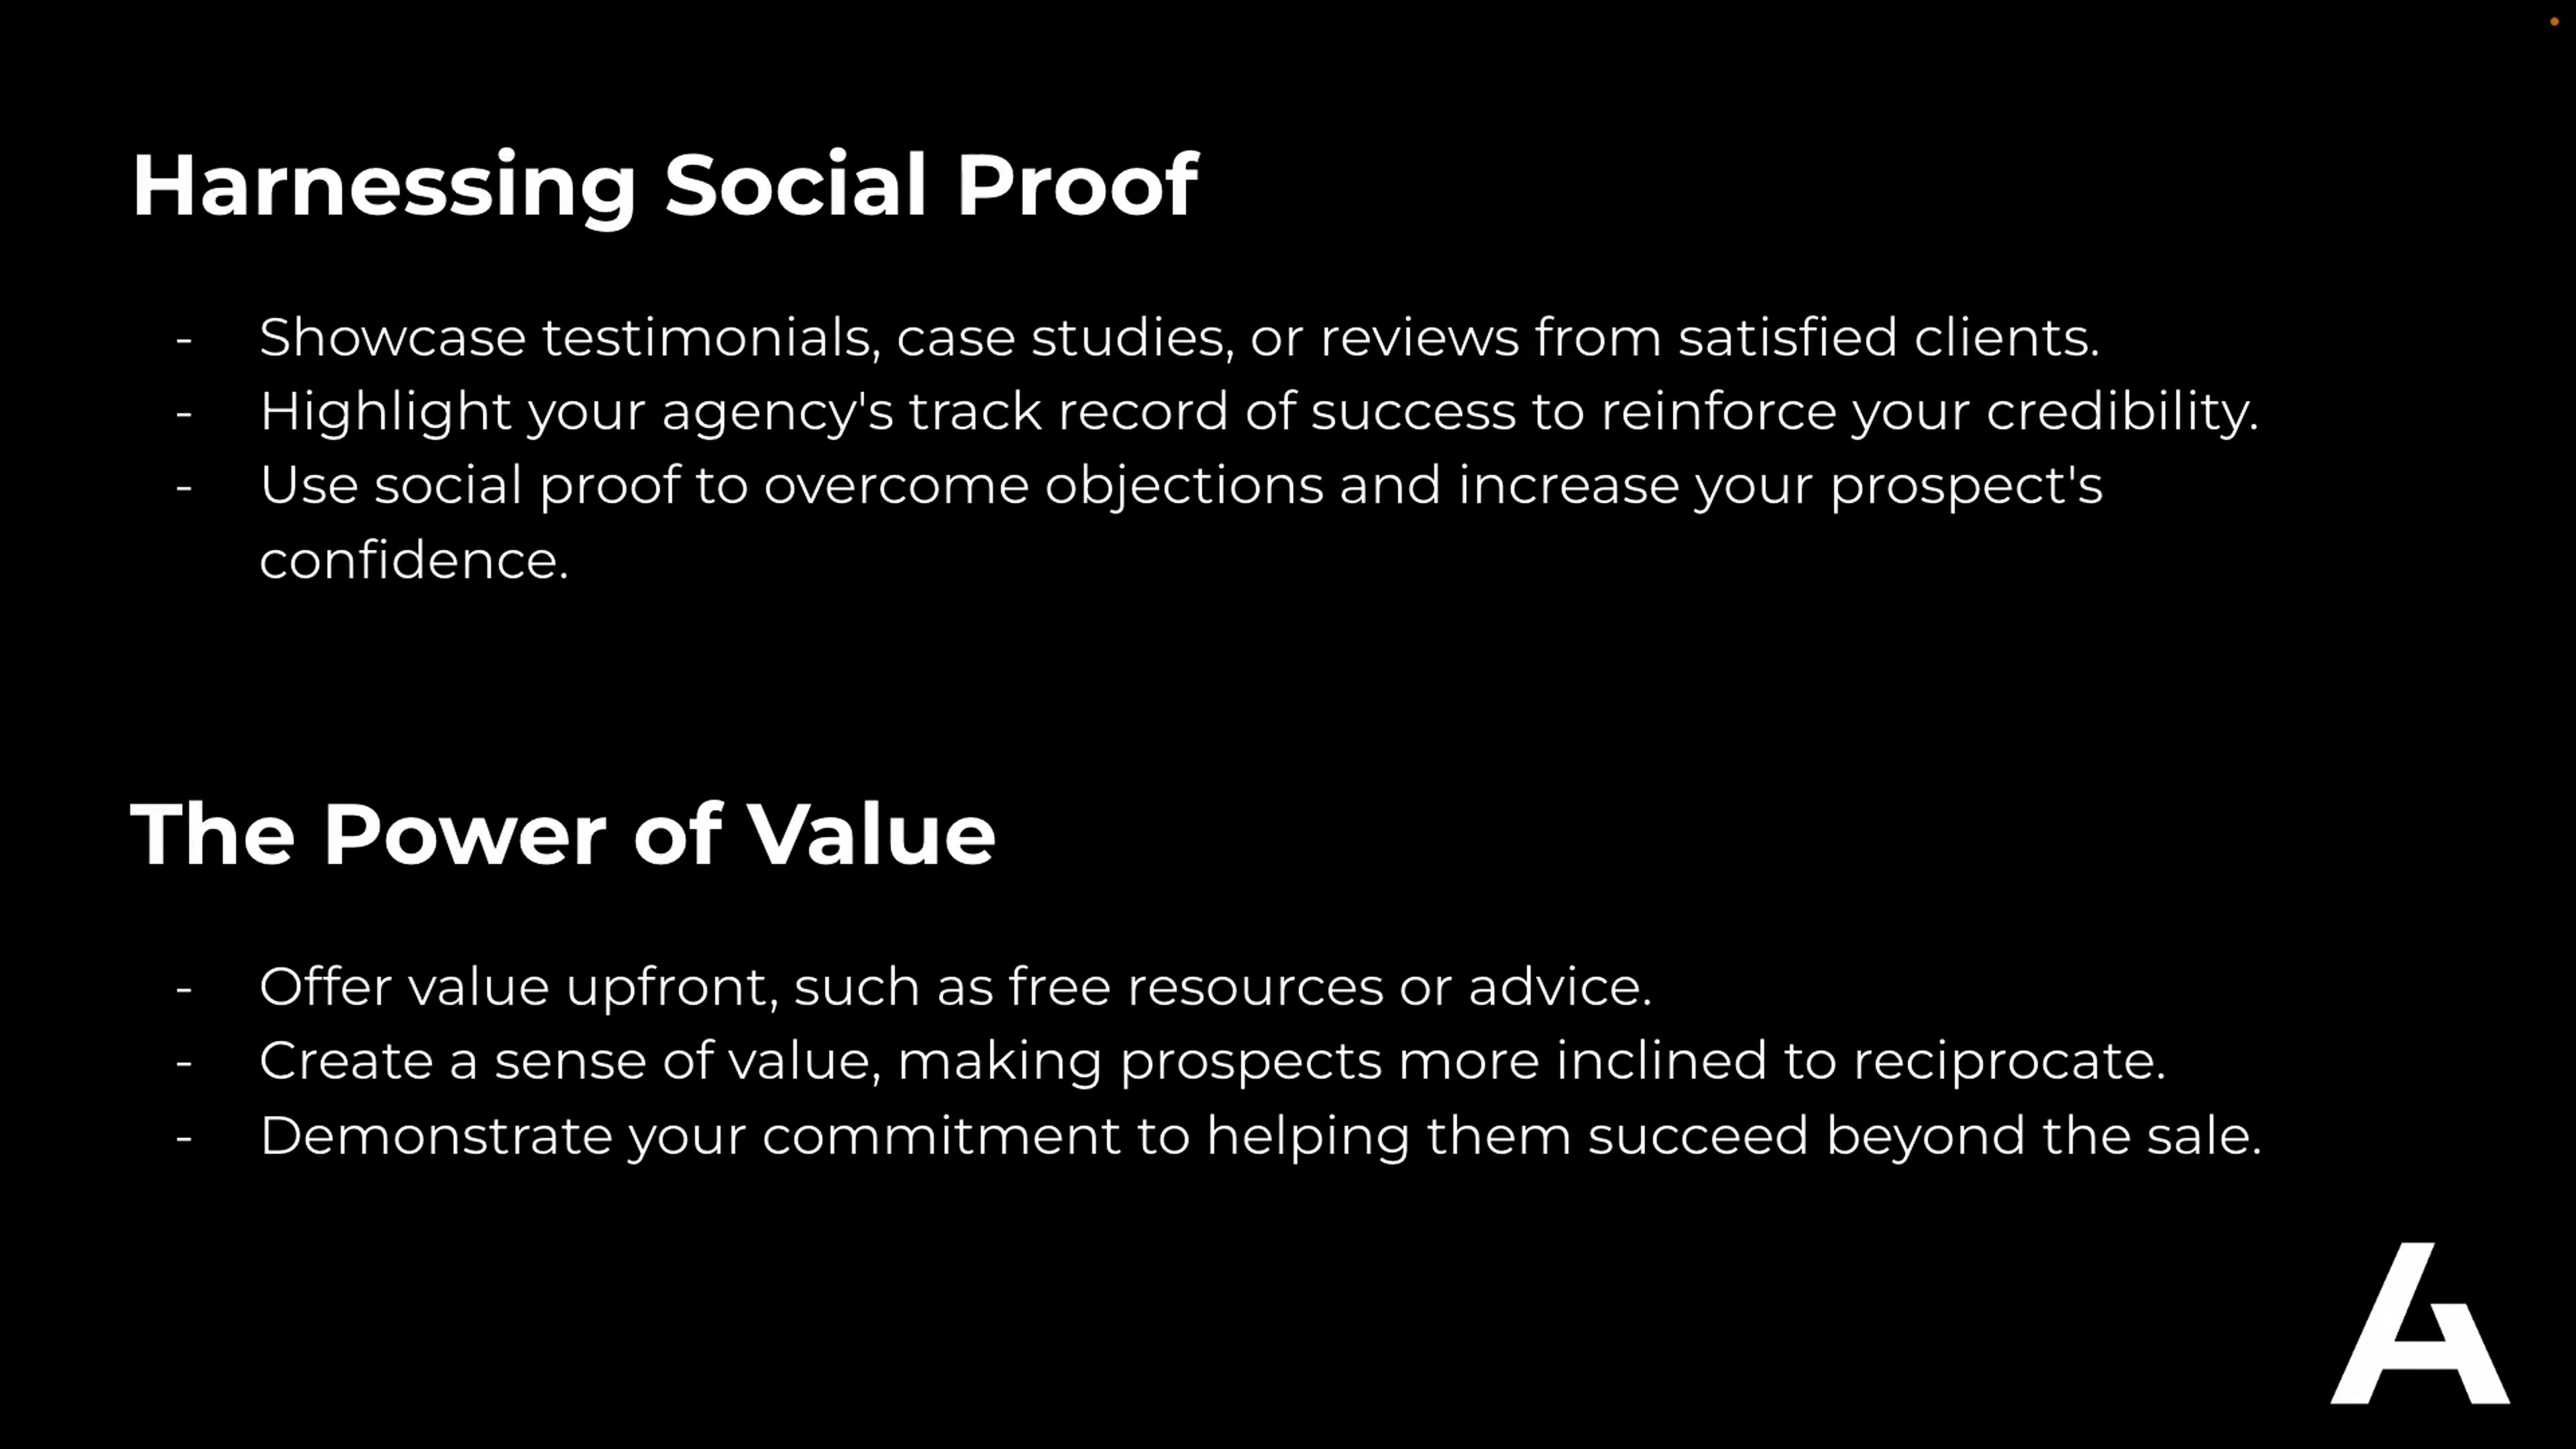 Harnessing Social Proof
- Showcase testimonials, case studies, or reviews from satisfied clients.
- Highlight your agency's track record of success to reinforce your credibility.
- Use social proof to overcome objections and increase your prospect's
confidence.
The Power of Value
- Offer value upfront, such as free resources or advice.
- Create a sense of value, making prospects more inclined to reciprocate.
- Demonstrate your commitment to helping them succeed beyond the sale.